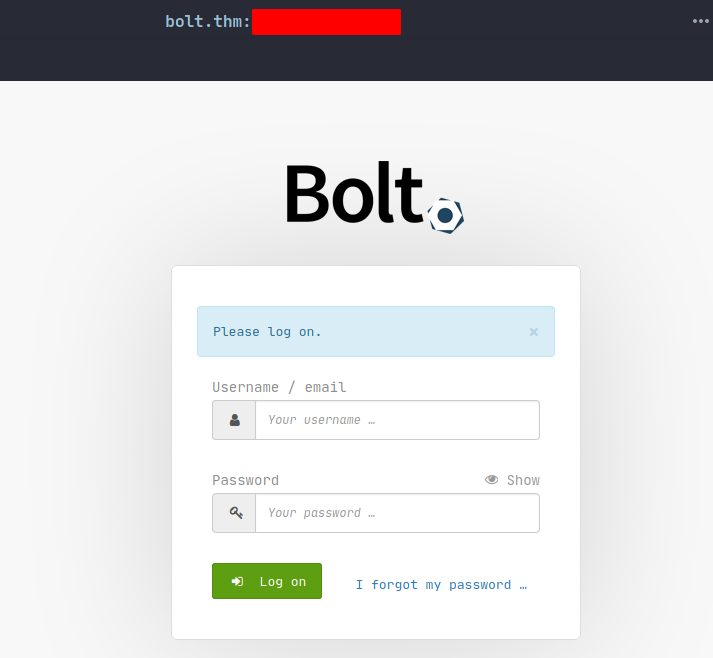 bolt.thm:
Bolt
Please log on.
Username / email
Your username …
Password Show
Your password …
Log on I forgot my password …